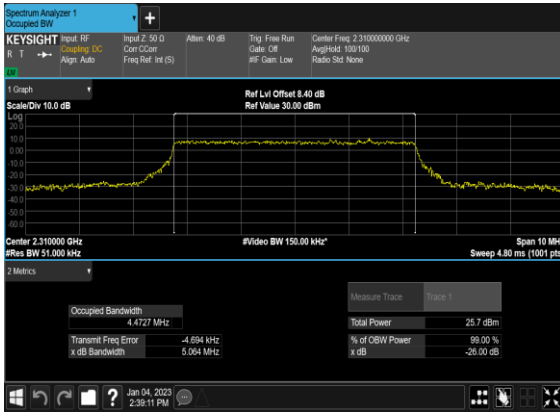 Spectrum Analyzer 1
Occupied BW
KEYSIGHT
R T
LXI
Input: RF
Coupling: DC
Align: Auto
Input Z: 50 Ω
Corr CCorr
Freq Ref: Int (S)
Atten: 40 dB
Trig: Free Run
Gate: Off
#IF Gain: Low
Center Freq: 2.310000000 GHz
Avg|Hold: 100/100
Radio Std: None
1 Graph
Scale/Div 10.0 dB
Ref Lvl Offset 8.40 dB
Ref Value 30.00 dBm
Log
20.0
10.0
0.00
-10.0
-20.0
-30.0
-40.0
-50.0
-60.0
Center 2.310000 GHz
#Res BW 51.000 kHz
#Video BW 150.00 kHz*
Span 10 MH
Sweep 4.80 ms (1001 pts
2 Metrics
Measure Trace Trace 1
Occupied Bandwidth
4.4727 MHz
Total Power 25.7 dBm
Transmit Freq Error -4.694 kHz
% of OBW Power 99.00 %
x dB Bandwidth 5.064 MHz
x dB -26.00 dB
?
Jan 04, 2023
2:39:11 PM